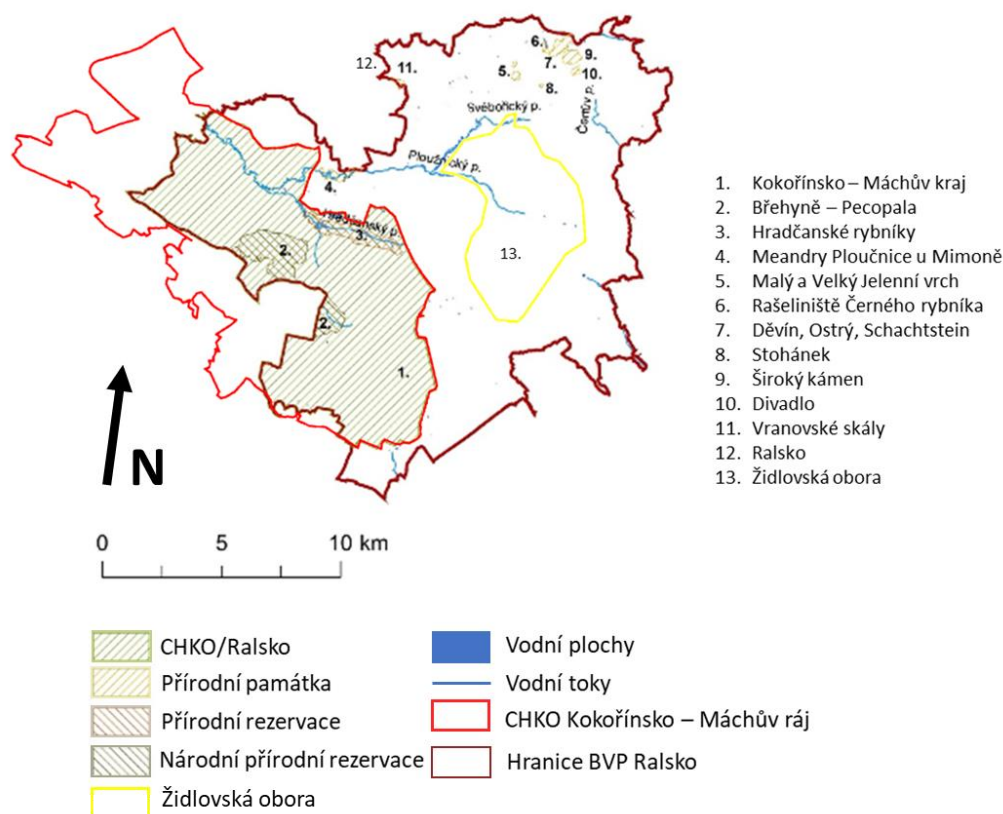 12.
11.
6.
7.
5.
8.
9.
10.
Čertův p.
Svébořický p.
Ploužnický p.
4.
3.
2.
13.
2.
1.
N
0 5 10 km
1. Kokořínsko – Máchův kraj
2. Břehyně – Pecopala
3. Hradčanské rybníky
4. Meandry Ploučnice u Mimoně
5. Malý a Velký Jelenní vrch
6. Rašeliniště Černého rybníka
7. Děvín, Ostrý, Schachtstein
8. Stohánek
9. Široký kámen
10. Divadlo
11. Vranovské skály
12. Ralsko
13. Židlovská obora
CHKO/Ralsko
Přírodní památka
Přírodní rezervace
Národní přírodní rezervace
Židlovská obora
Vodní plochy
Vodní toky
CHKO Kokořínsko – Máchův ráj
Hranice BVP Ralsko